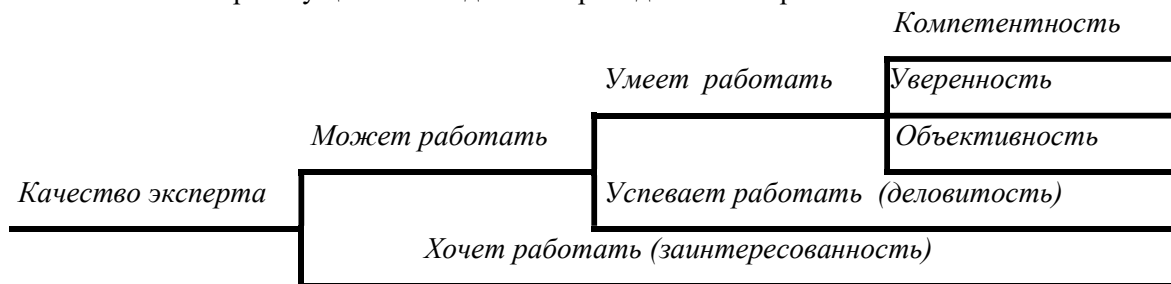 Компетентность
Умеет работать Уверенность
Может работать Объективность
Качество эксперта Успевает работать (деловитость)
Хочет работать (заинтересованность)